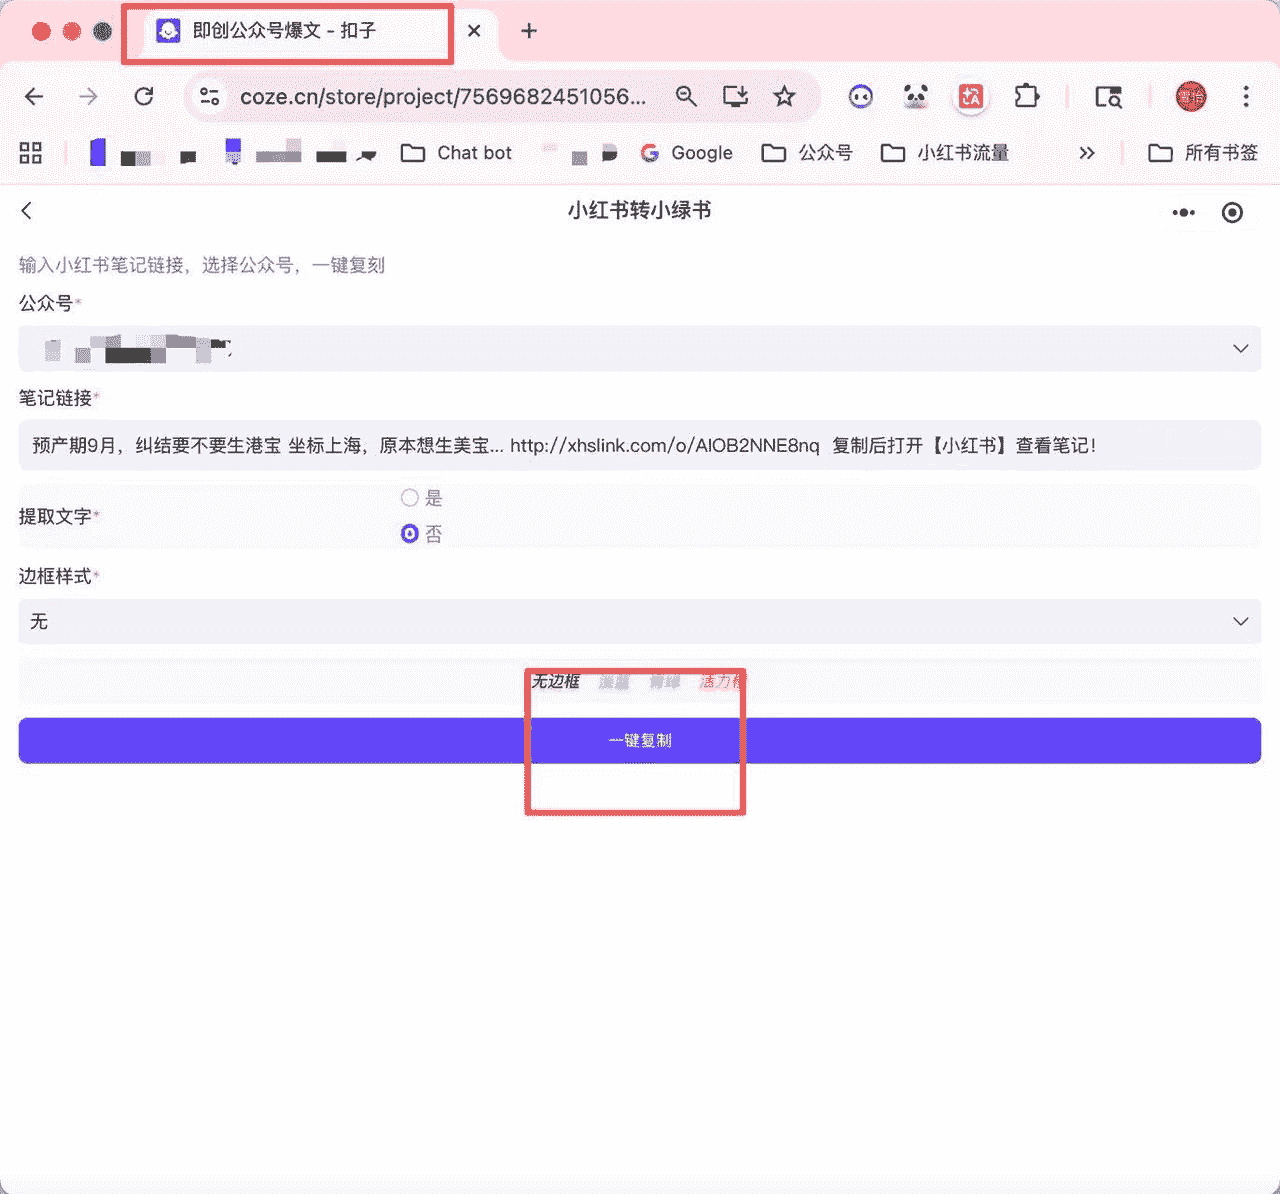 即创公众号爆文 - 扣子
coze.cn/store/project/7569682451056...
Chat bot
Google
公众号
小红书流量
所有书签
小红书转小绿书
输入小红书笔记链接，选择公众号，一键复刻
公众号*
笔记链接*
预产期9月，纠结要不要生港宝 坐标上海，原本想生美宝... http://xhslink.com/o/AlOB2NNE8nq 复制后打开【小红书】查看笔记！
提取文字*
是
否
边框样式*
无
无边框 活力橙
一键复制